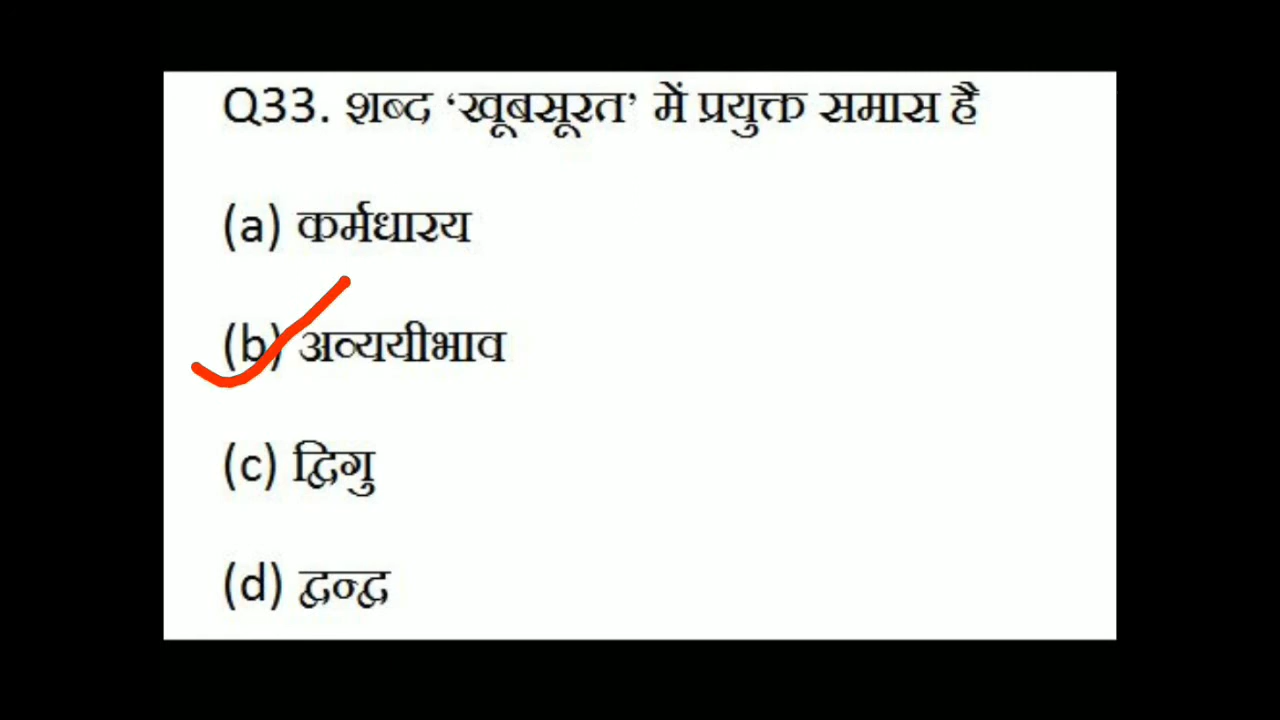 Q33. शब्द ‘खूबसूरत’ में प्रयुक्त समास है
(a) कर्मधारय
(b) अव्ययीभाव
(c) द्विगु
(d) द्वन्द्व